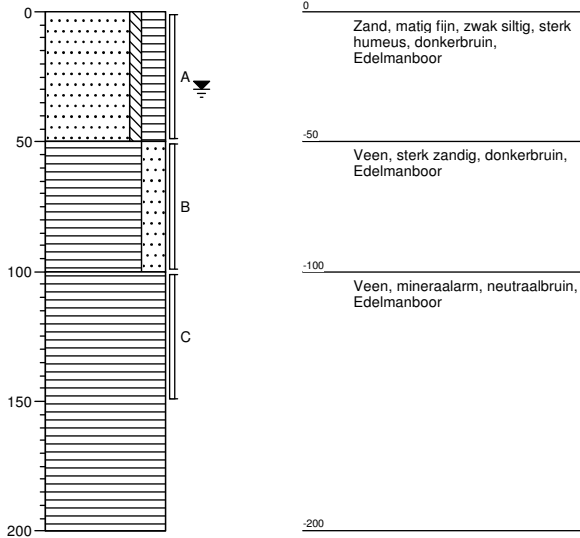 0
50
100
150
200
A
B
C
0
Zand, matig fijn, zwak siltig, sterk
humeus, donkerbruin,
Edelmanboor
-50
Veen, sterk zandig, donkerbruin,
Edelmanboor
-100
Veen, mineraalarm, neutraalbruin,
Edelmanboor
-200